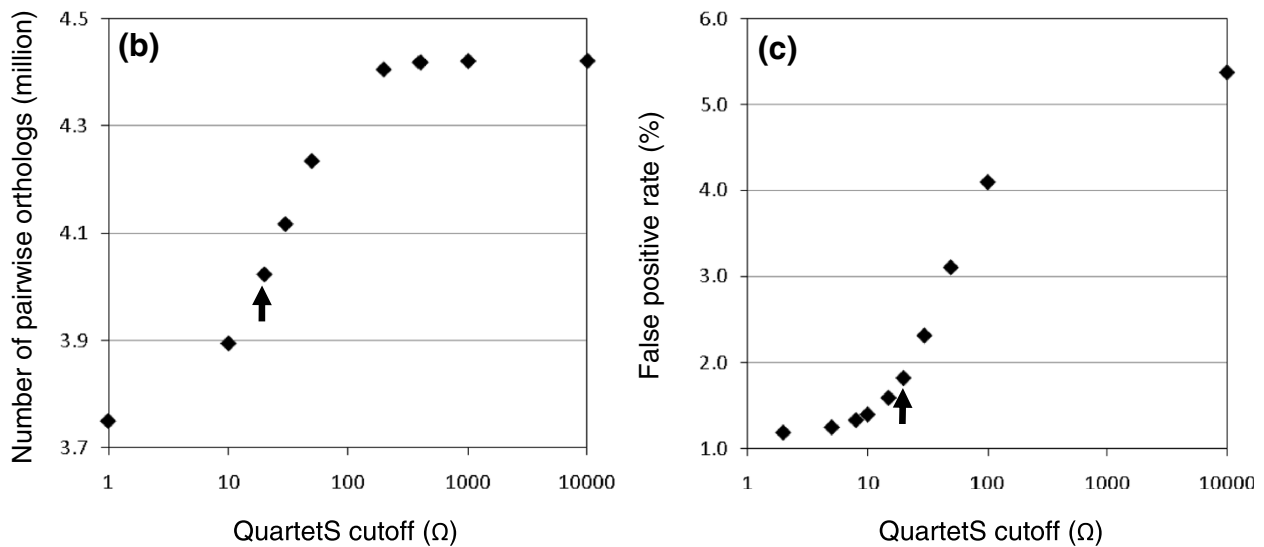 (b)
Number of pairwise orthologs (million)
4.5
4.3
4.1
3.9
3.7
1 10 100 1000 10000
QuartetS cutoff (Ω)
(c)
False positive rate (%)
6.0
5.0
4.0
3.0
2.0
1.0
1 10 100 1000 10000
QuartetS cutoff (Ω)